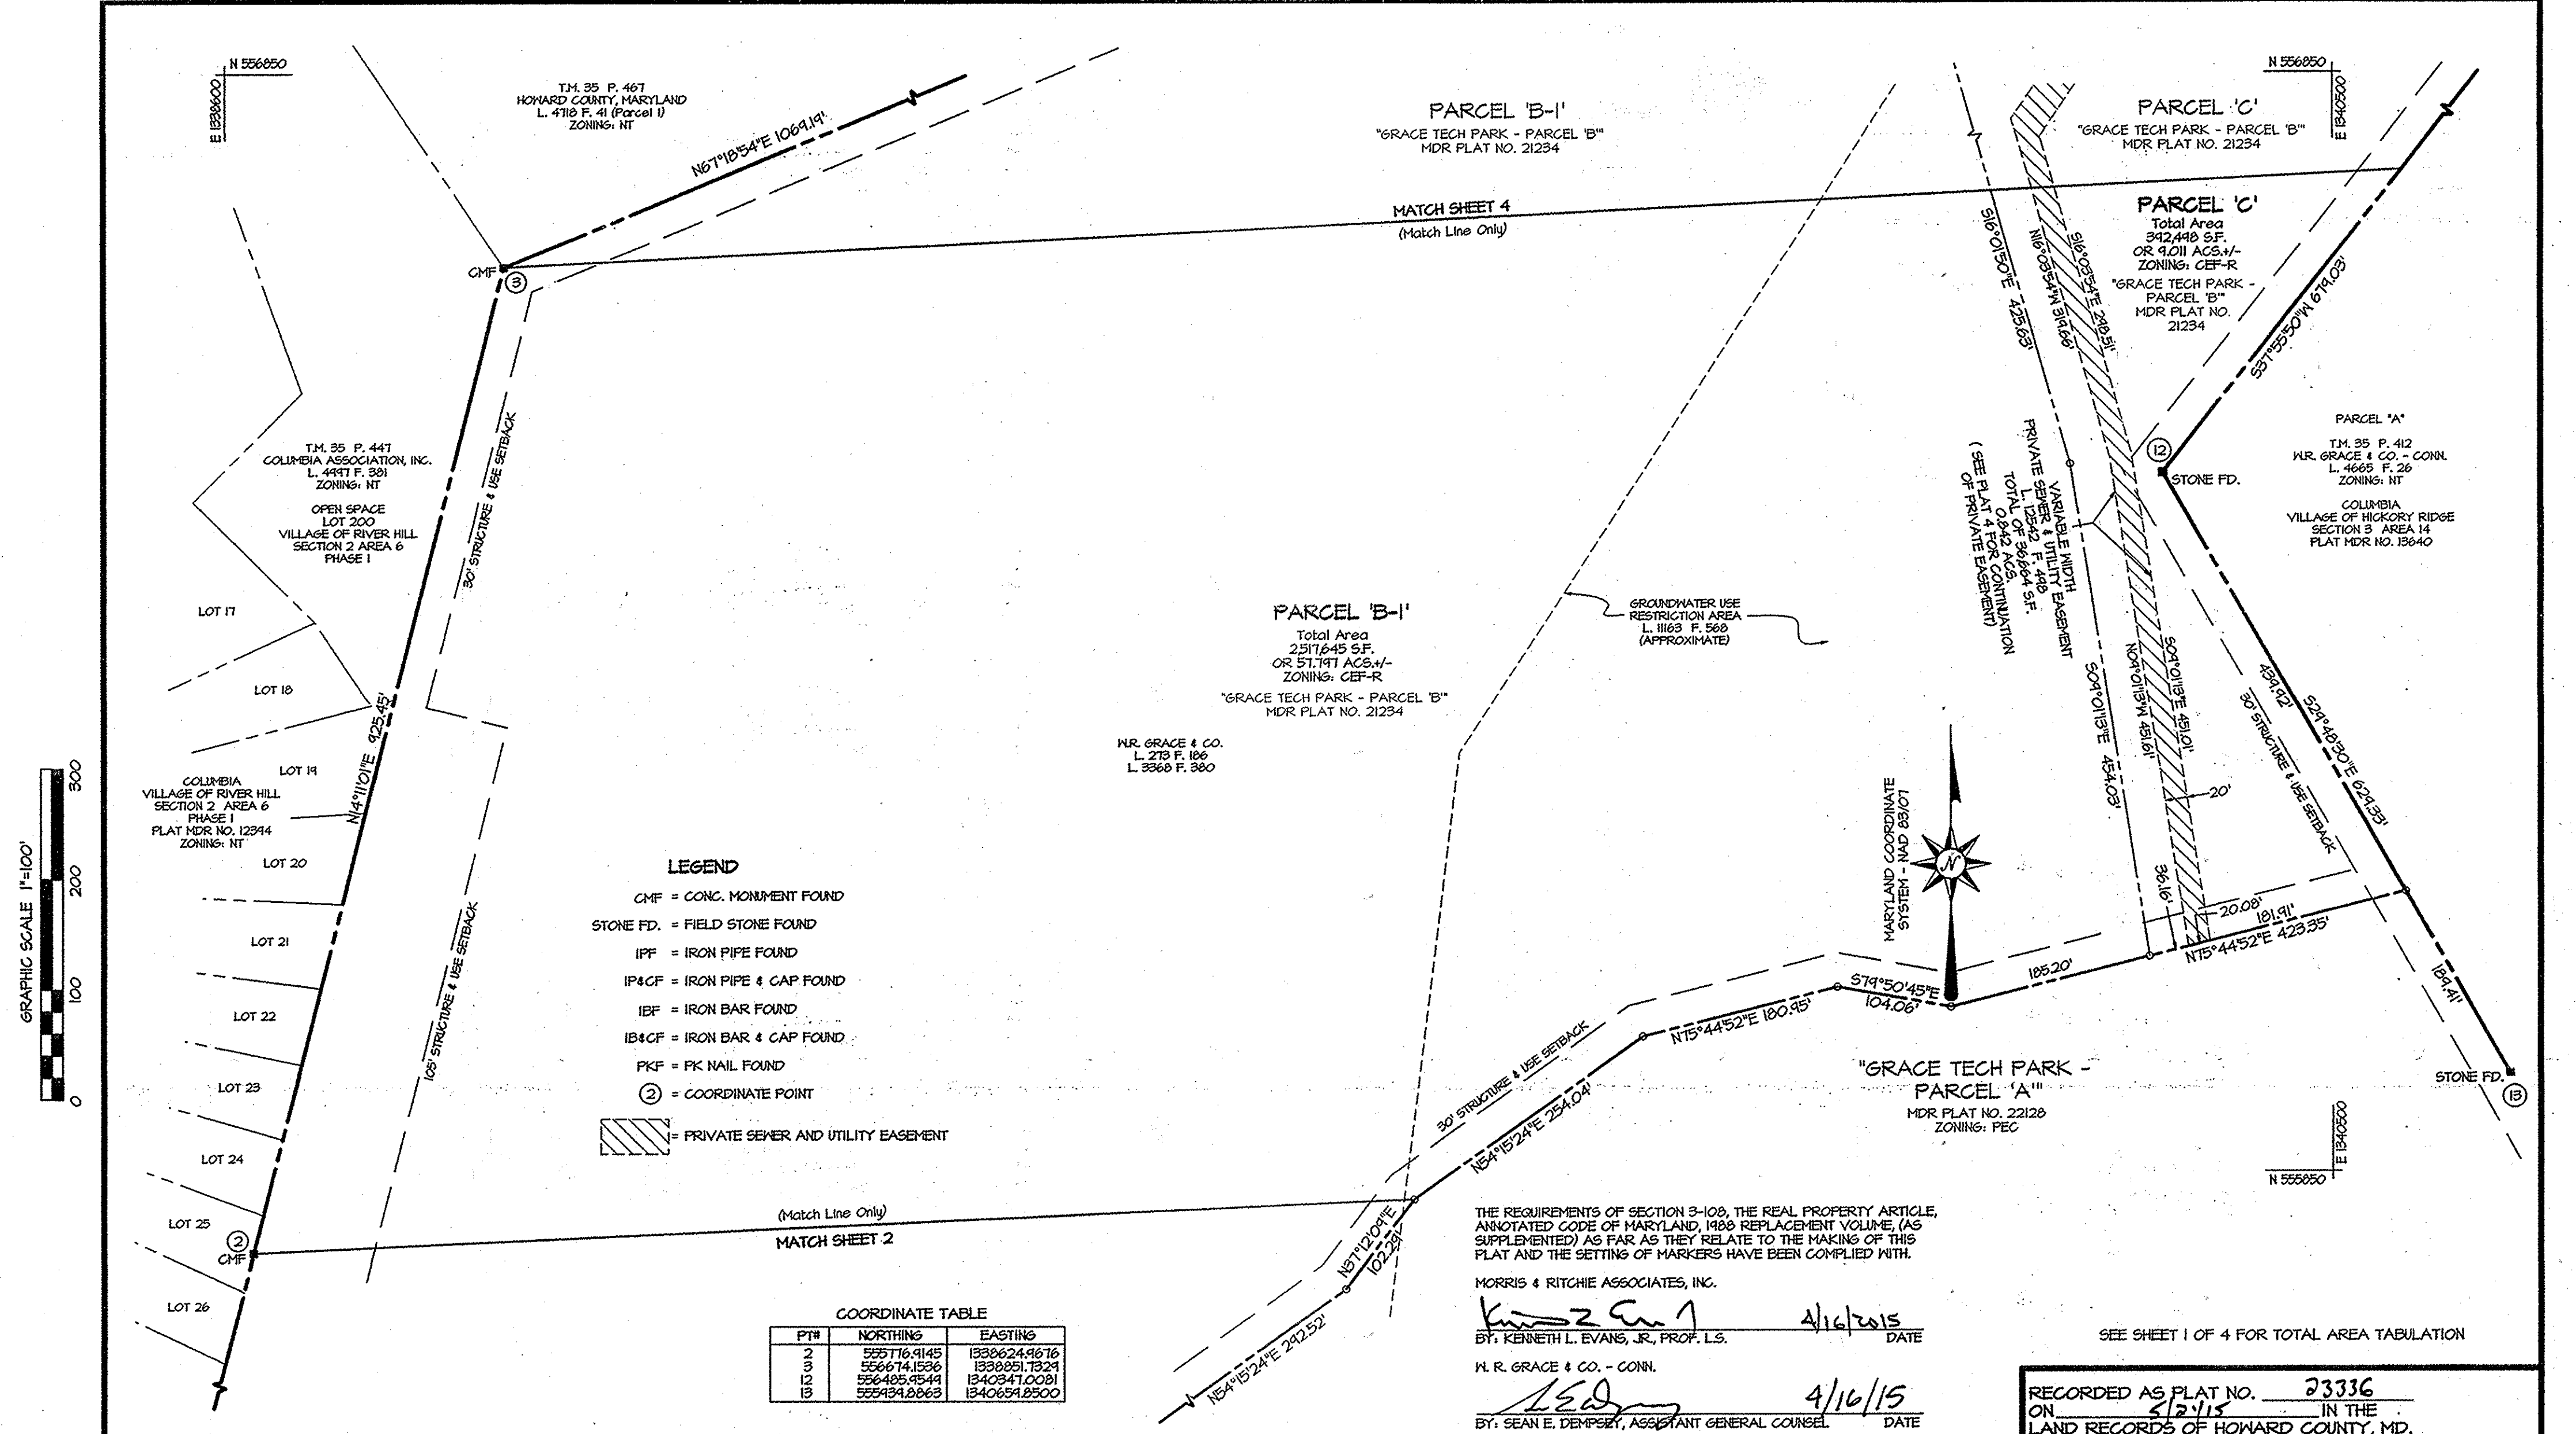 N 556850
E 1338600
T.M. 35 P. 467
HOWARD COUNTY, MARYLAND
L. 4718 F. 41 (Parcel 1)
ZONING: NT
N67°18'54"E 1069.19'
PARCEL 'B-1'
"GRACE TECH PARK - PARCEL 'B'"
MDR PLAT NO. 21234
PARCEL 'C'
"GRACE TECH PARK - PARCEL 'B'"
MDR PLAT NO. 21234
N 556850
E 1340500
MATCH SHEET 4
(Match Line Only)
PARCEL 'C'
Total Area
392,498 S.F.
OR 9.011 ACS.+/-
ZONING: CEF-R
"GRACE TECH PARK -
PARCEL 'B'"
MDR PLAT NO.
21234
CMF
3
S16°01'50"E 425.63'
N16°03'54"W 319.66'
S16°03'54"E 298.51'
S37°55'50"W 679.03'
PARCEL "A"
T.M. 35 P. 412
W.R. GRACE & CO. - CONN.
L. 4665 F. 26
ZONING: NT
COLUMBIA
VILLAGE OF HICKORY RIDGE
SECTION 3 AREA 14
PLAT MDR NO. 13640
12
STONE FD.
T.M. 35 P. 447
COLUMBIA ASSOCIATION, INC.
L. 4997 F. 381
ZONING: NT
OPEN SPACE
LOT 200
VILLAGE OF RIVER HILL
SECTION 2 AREA 6
PHASE 1
30' STRUCTURE & USE SETBACK
VARIABLE WIDTH
PRIVATE SEWER & UTILITY EASEMENT
L. 12542 F. 498
TOTAL OF 36,664 S.F.
0.842 ACS.
(SEE PLAT 4 FOR CONTINUATION
OF PRIVATE EASEMENT)
LOT 17
LOT 18
LOT 19
LOT 20
LOT 21
LOT 22
LOT 23
LOT 24
LOT 25
LOT 26
PARCEL 'B-1'
Total Area
2,517,645 S.F.
OR 57.797 ACS.+/-
ZONING: CEF-R
"GRACE TECH PARK - PARCEL 'B'"
MDR PLAT NO. 21234
W.R. GRACE & CO.
L. 273 F. 186
L. 3368 F. 380
GROUNDWATER USE
RESTRICTION AREA
L. 11163 F. 568
(APPROXIMATE)
N14°11'01"E 925.45'
COLUMBIA
VILLAGE OF RIVER HILL
SECTION 2 AREA 6
PHASE 1
PLAT MDR NO. 12394
ZONING: NT
S09°01'13"E 454.03'
N09°01'13"W 451.61'
S09°01'13"E 451.01'
439.92'
S29°48'30"E 629.33'
30' STRUCTURE & USE SETBACK
20'
36.16'
20.08'
181.91'
N75°44'52"E 423.35'
189.41'
MARYLAND COORDINATE
SYSTEM - NAD 83/07
N
GRAPHIC SCALE 1"=100'
0
100
200
300
105' STRUCTURE & USE SETBACK
LEGEND
CMF = CONC. MONUMENT FOUND
STONE FD. = FIELD STONE FOUND
IPF = IRON PIPE FOUND
IP&CF = IRON PIPE & CAP FOUND
IBF = IRON BAR FOUND
IB&CF = IRON BAR & CAP FOUND
PKF = PK NAIL FOUND
2 = COORDINATE POINT
= PRIVATE SEWER AND UTILITY EASEMENT
185.20'
S79°50'45"E
104.06'
N75°44'52"E 180.95'
30' STRUCTURE & USE SETBACK
N54°15'24"E 254.04'
"GRACE TECH PARK -
PARCEL 'A'"
MDR PLAT NO. 22128
ZONING: PEC
STONE FD.
13
E 1340500
N 555850
2
CMF
(Match Line Only)
MATCH SHEET 2
N37°12'09"E
102.29'
N54°15'24"E 292.52'
COORDINATE TABLE
PT# NORTHING EASTING
2 555776.9145 1338624.9676
3 556674.1536 1338851.7329
12 556485.9549 1340347.0081
13 555939.8863 1340659.8500
THE REQUIREMENTS OF SECTION 3-108, THE REAL PROPERTY ARTICLE,
ANNOTATED CODE OF MARYLAND, 1988 REPLACEMENT VOLUME, (AS
SUPPLEMENTED) AS FAR AS THEY RELATE TO THE MAKING OF THIS
PLAT AND THE SETTING OF MARKERS HAVE BEEN COMPLIED WITH.
MORRIS & RITCHIE ASSOCIATES, INC.
4/16/2015
BY: KENNETH L. EVANS, JR., PROF. L.S. DATE
W. R. GRACE & CO. - CONN.
4/16/15
BY: SEAN E. DEMPSEY, ASSISTANT GENERAL COUNSEL DATE
SEE SHEET 1 OF 4 FOR TOTAL AREA TABULATION
RECORDED AS PLAT NO. 23336
ON 5/21/15 IN THE
LAND RECORDS OF HOWARD COUNTY, MD.